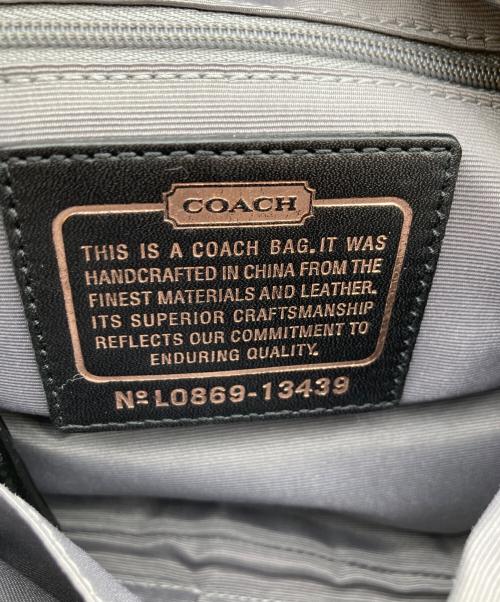 COACH
THIS IS A COACH BAG. IT WAS
HANDCRAFTED IN CHINA FROM THE
FINEST MATERIALS AND LEATHER.
ITS SUPERIOR CRAFTSMANSHIP
REFLECTS OUR COMMITMENT TO
ENDURING QUALITY.
Nº L0869-13439